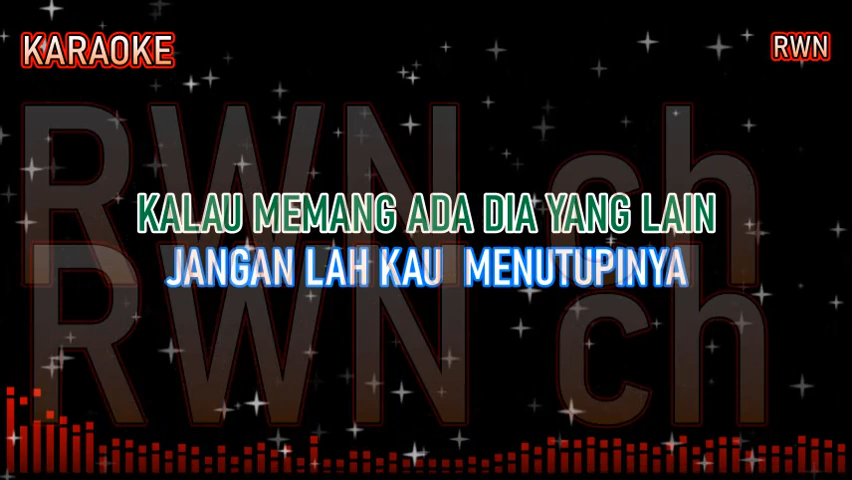 KARAOKE
RWN
RWN ch
KALAU MEMANG ADA DIA YANG LAIN
JANGAN LAH KAU  MENUTUPINYA
RWN ch